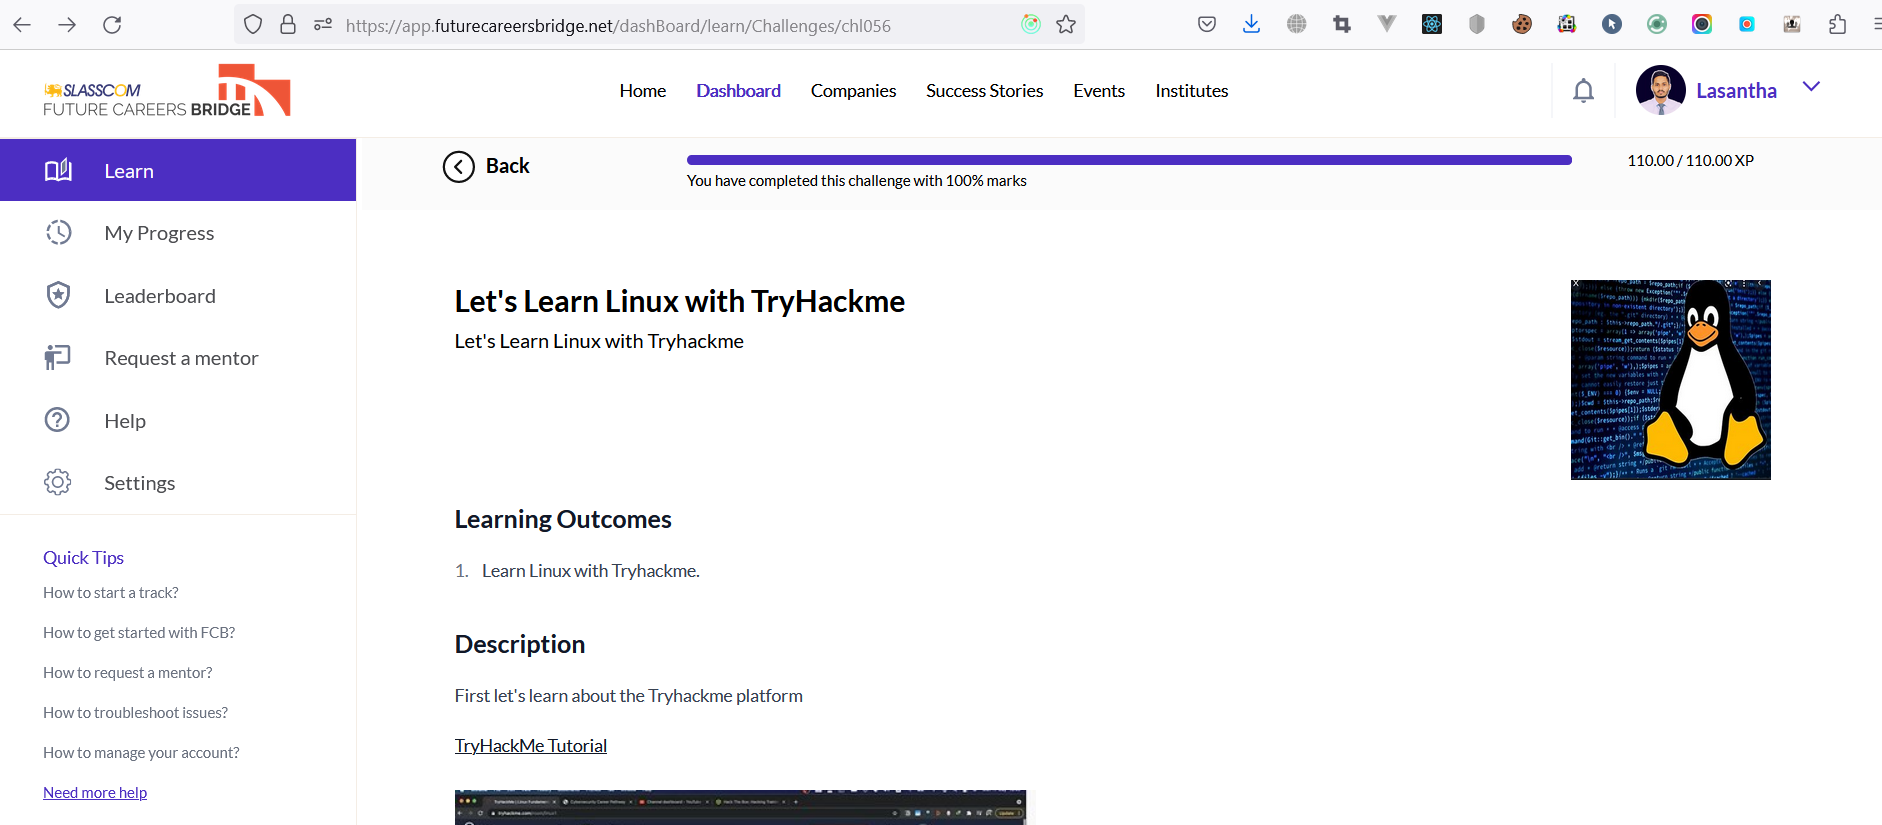 https://app.futurecareersbridge.net/dashBoard/learn/Challenges/chl056
SLASSCOM
FUTURE CAREERS BRIDGE
Home
Dashboard
Companies
Success Stories
Events
Institutes
Lasantha
Learn
My Progress
Leaderboard
Request a mentor
Help
Settings
Quick Tips
How to start a track?
How to get started with FCB?
How to request a mentor?
How to troubleshoot issues?
How to manage your account?
Need more help
Back
You have completed this challenge with 100% marks
110.00 / 110.00 XP
Let's Learn Linux with TryHackme
Let's Learn Linux with Tryhackme
Learning Outcomes
1. Learn Linux with Tryhackme.
Description
First let's learn about the Tryhackme platform
TryHackMe Tutorial